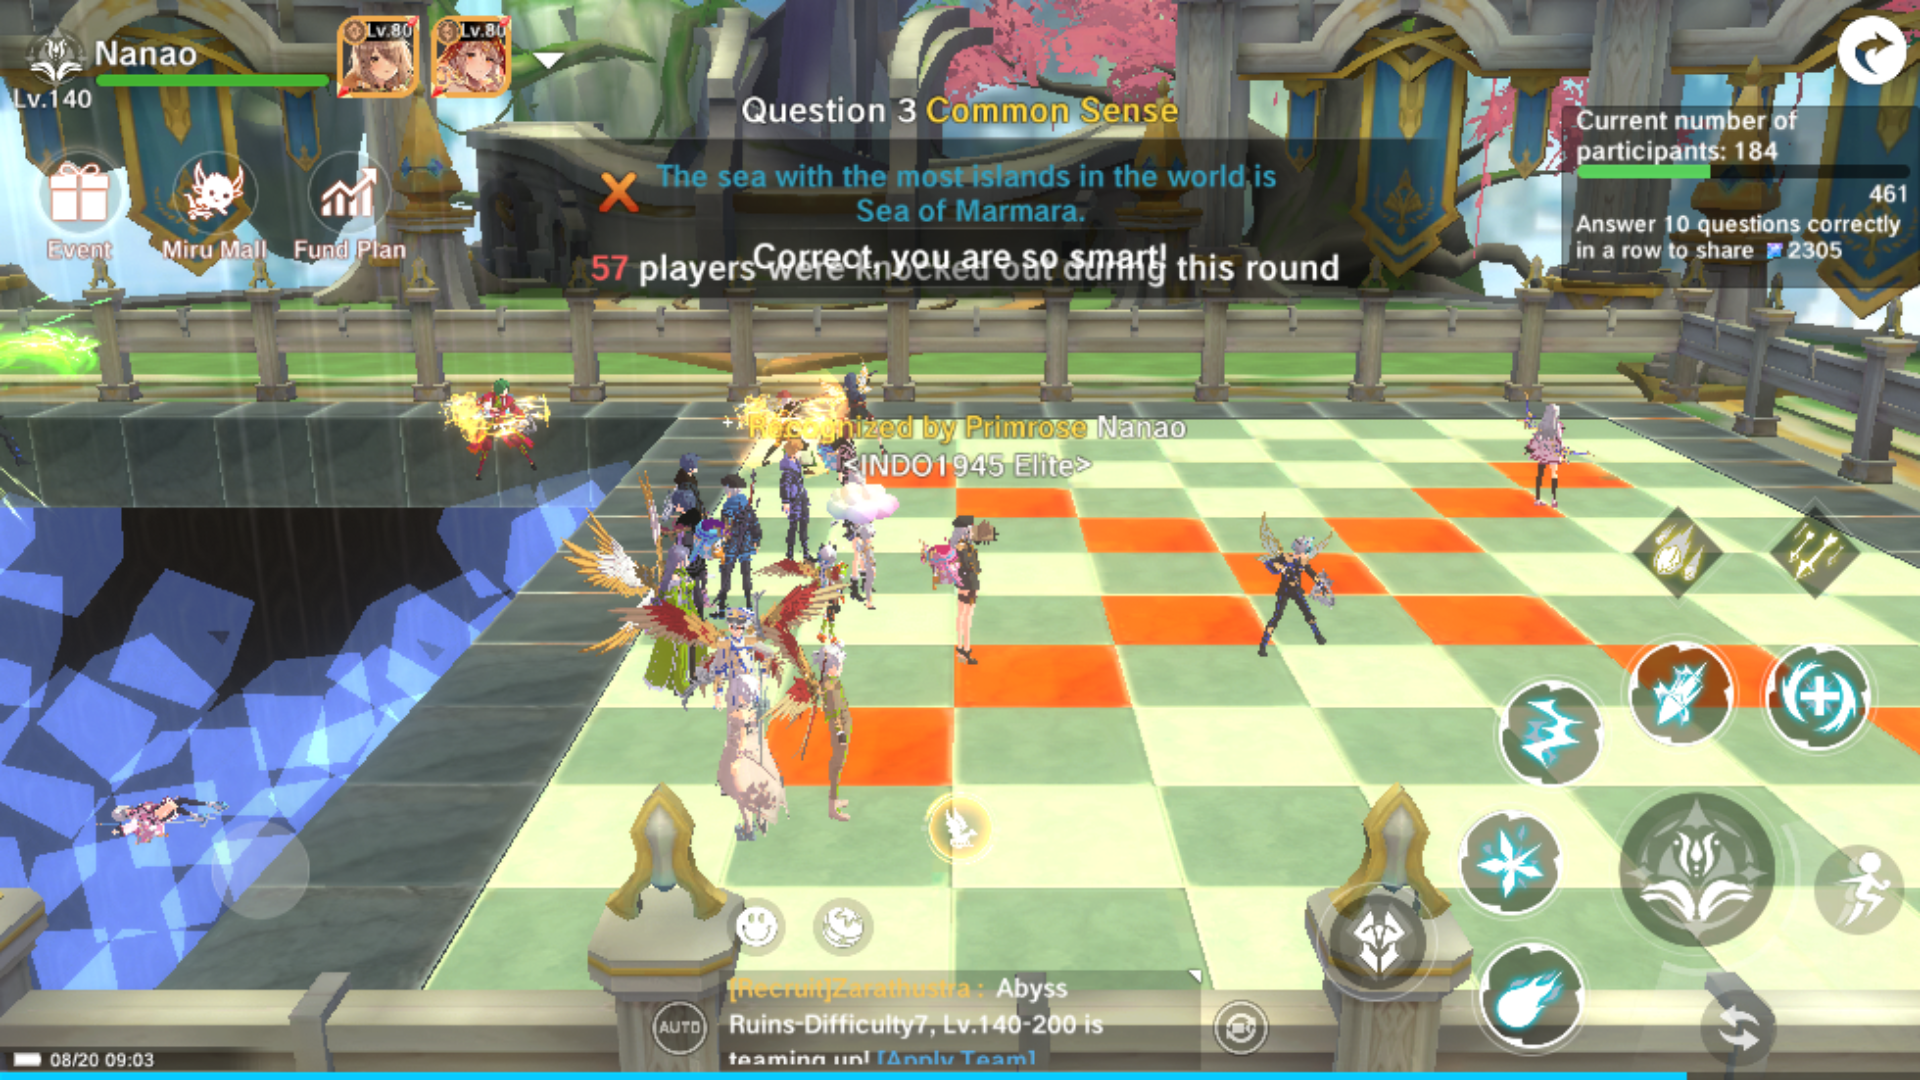 Nanao
Lv.140
Lv.80
Lv.80
Event
Miru Mall
Fund Plan
Question 3 Common Sense
The sea with the most islands in the world is
Sea of Marmara.
Correct, you are so smart!
57 players were knocked out during this round
Current number of
participants: 184
461
Answer 10 questions correctly
in a row to share 2305
Recognized by Primrose Nanao
<INDO1945 Elite>
[Recruit]Zarathustra : Abyss
Ruins-Difficulty7, Lv.140-200 is
teaming up! [Apply Team]
AUTO
08/20 09:03